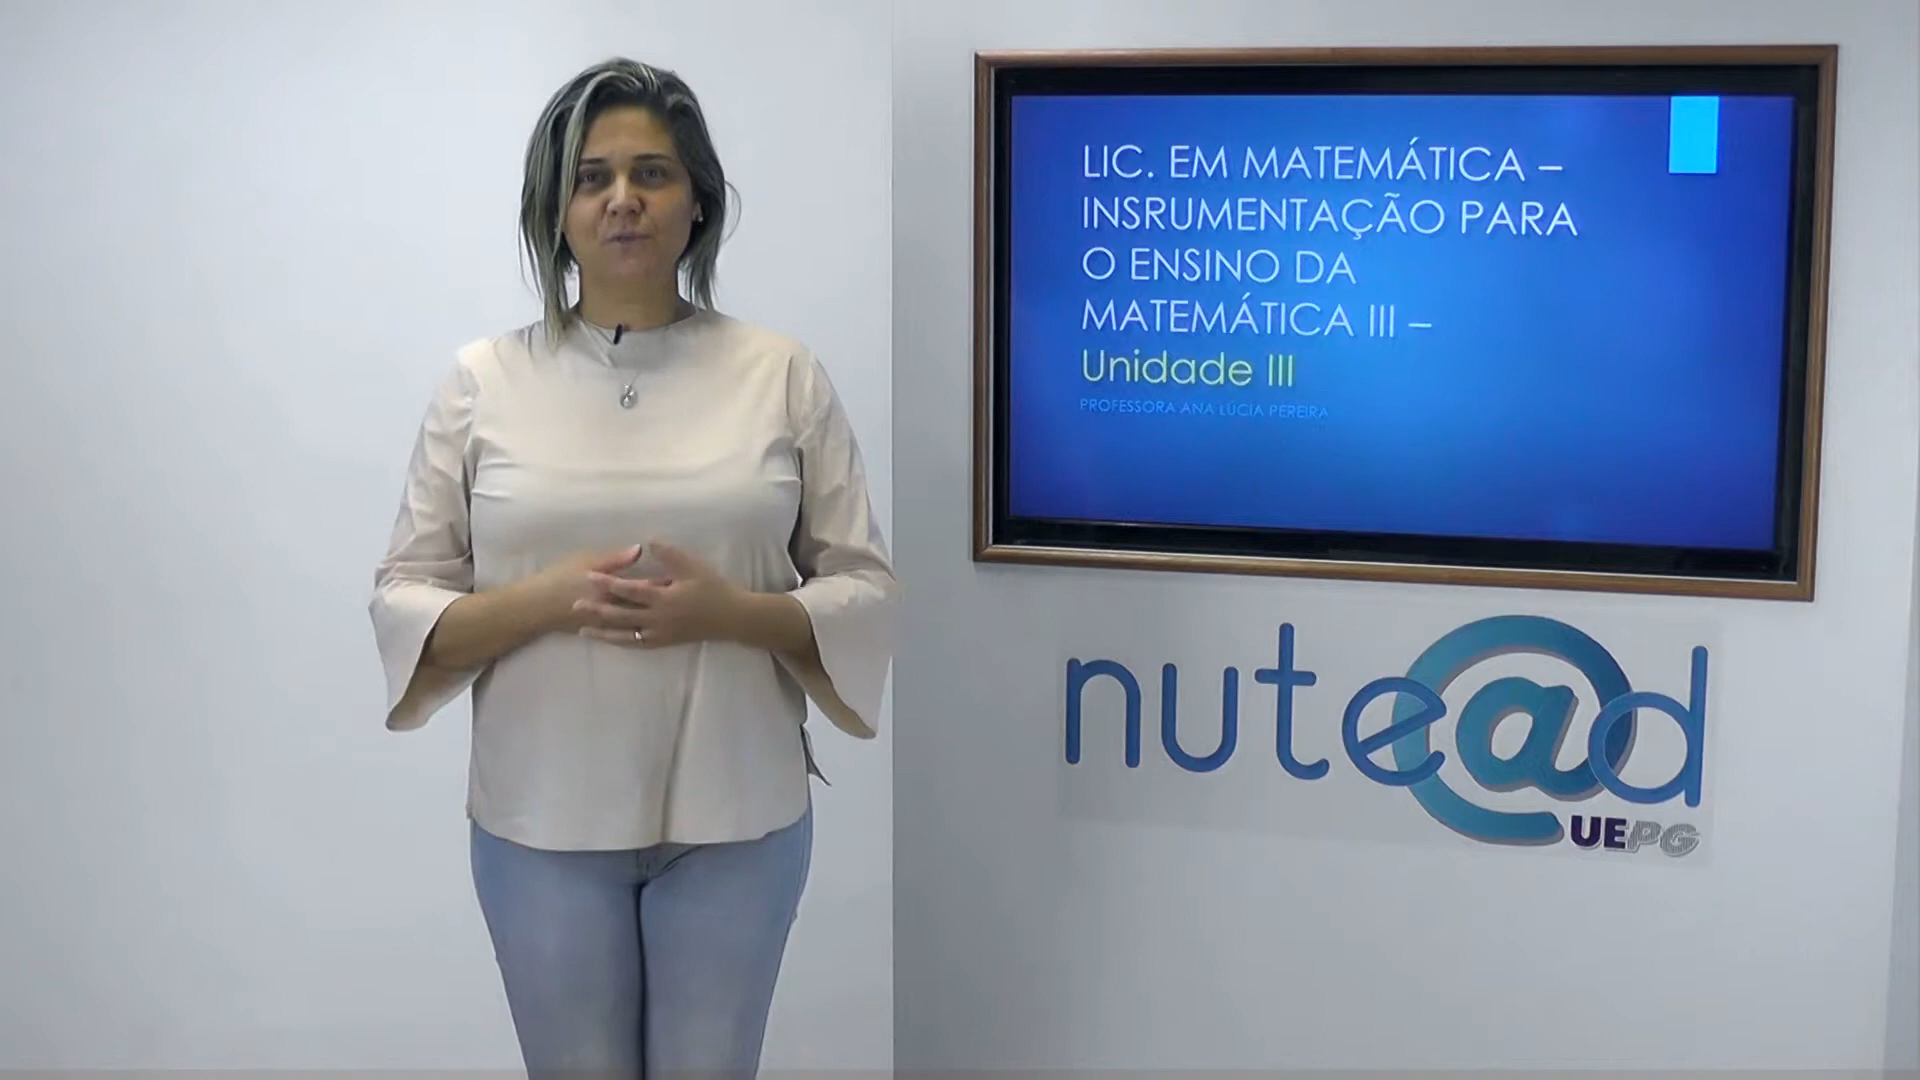 LIC. EM MATEMÁTICA –
INSRUMENTAÇÃO PARA
O ENSINO DA
MATEMÁTICA III –
Unidade III
PROFESSORA ANA LÚCIA PEREIRA
nute@d
UEPG